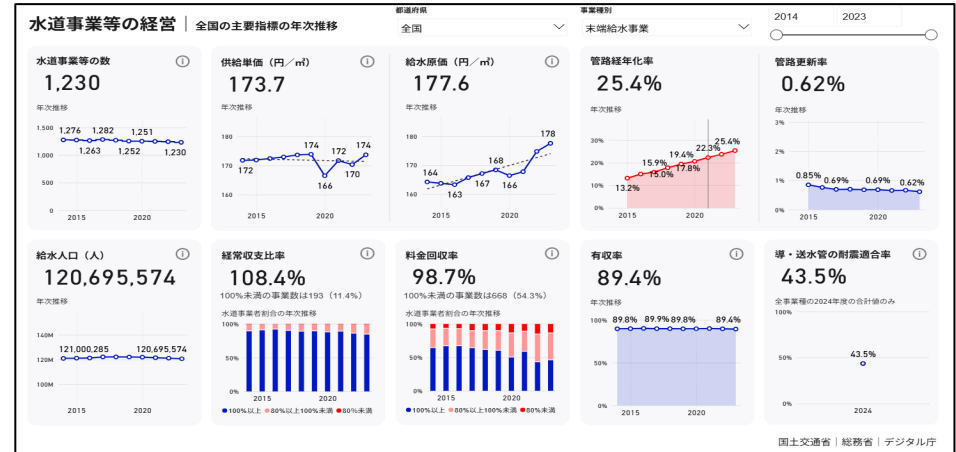 水道事業等の経営｜全国の主要指標の年次推移
都道府県
全国
事業種別
末端給水事業
2014 2023
水道事業等の数
1,230
年次推移
1,500
1,000
500
0
1,276 1,282 1,251
1,263 1,252 1,230
2015 2020
供給単価（円／㎥）
173.7
年次推移
180
170
160
172 174 166 172 170 174
2015 2020
給水原価（円／㎥）
177.6
年次推移
180
170
160
164 163 167 168 166 178
2015 2020
管路経年化率
25.4%
年次推移
30%
20%
10%
0%
13.2% 15.9% 15.0% 19.4% 17.8% 22.3% 25.4%
2015 2020
管路更新率
0.62%
年次推移
3%
2%
1%
0%
0.85% 0.69% 0.69% 0.62%
2015 2020
給水人口（人）
120,695,574
年次推移
140M
120M
100M
121,000,285 120,695,574
2015 2020
経常収支比率
108.4%
100%未満の事業数は193（11.4%）
水道事業者割合の年次推移
100%
50%
0%
2015 2020
●100%以上 ●80%以上100%未満 ●80%未満
料金回収率
98.7%
100%未満の事業数は668（54.3%）
水道事業者割合の年次推移
100%
50%
0%
2015 2020
●100%以上 ●80%以上100%未満 ●80%未満
有収率
89.4%
年次推移
100%
50%
0%
89.8% 89.9% 89.8% 89.4%
2015 2020
導・送水管の耐震適合率
43.5%
全事業種の2024年度の合計値のみ
100%
50%
0%
43.5%
2024
国土交通省｜総務省｜デジタル庁